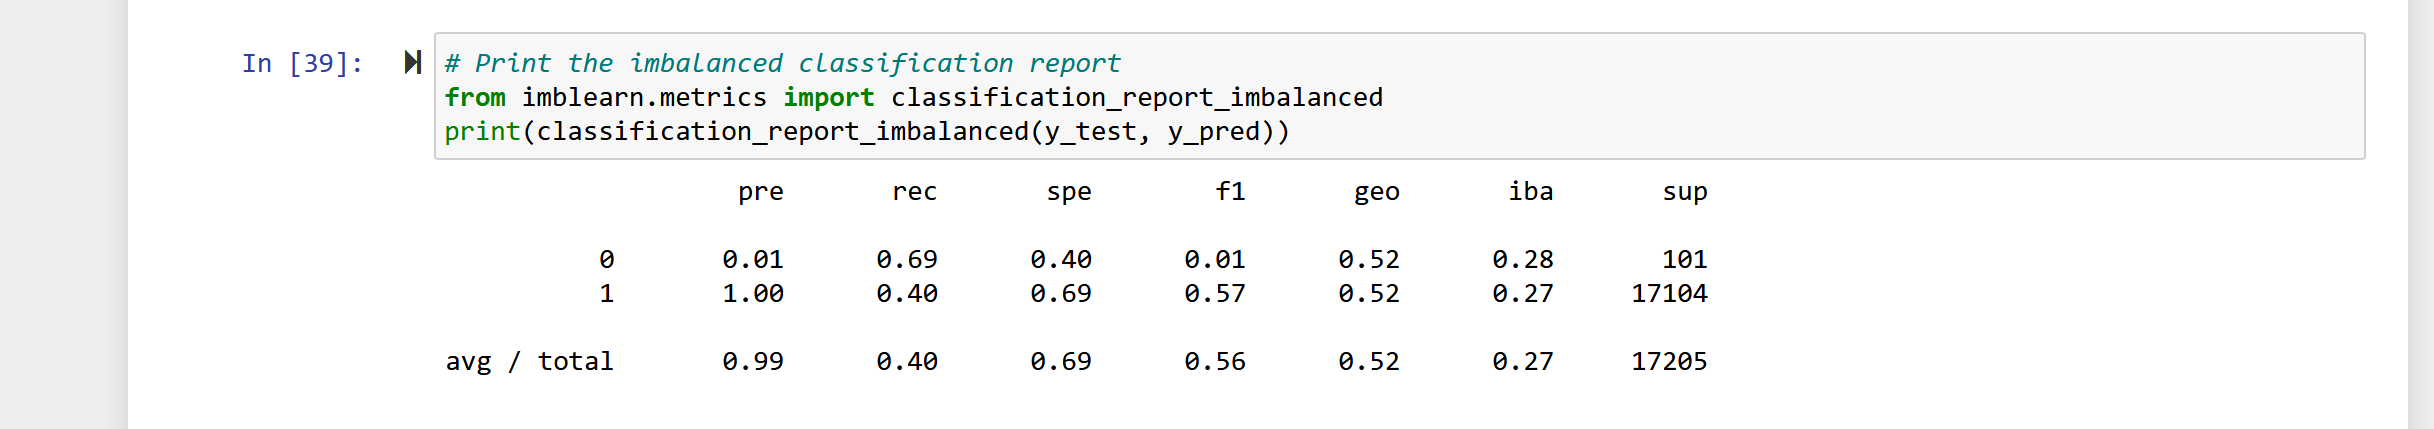 In [39]:
# Print the imbalanced classification report
from imblearn.metrics import classification_report_imbalanced
print(classification_report_imbalanced(y_test, y_pred))
pre rec spe f1 geo iba sup
0 0.01 0.69 0.40 0.01 0.52 0.28 101
1 1.00 0.40 0.69 0.57 0.52 0.27 17104
avg / total 0.99 0.40 0.69 0.56 0.52 0.27 17205